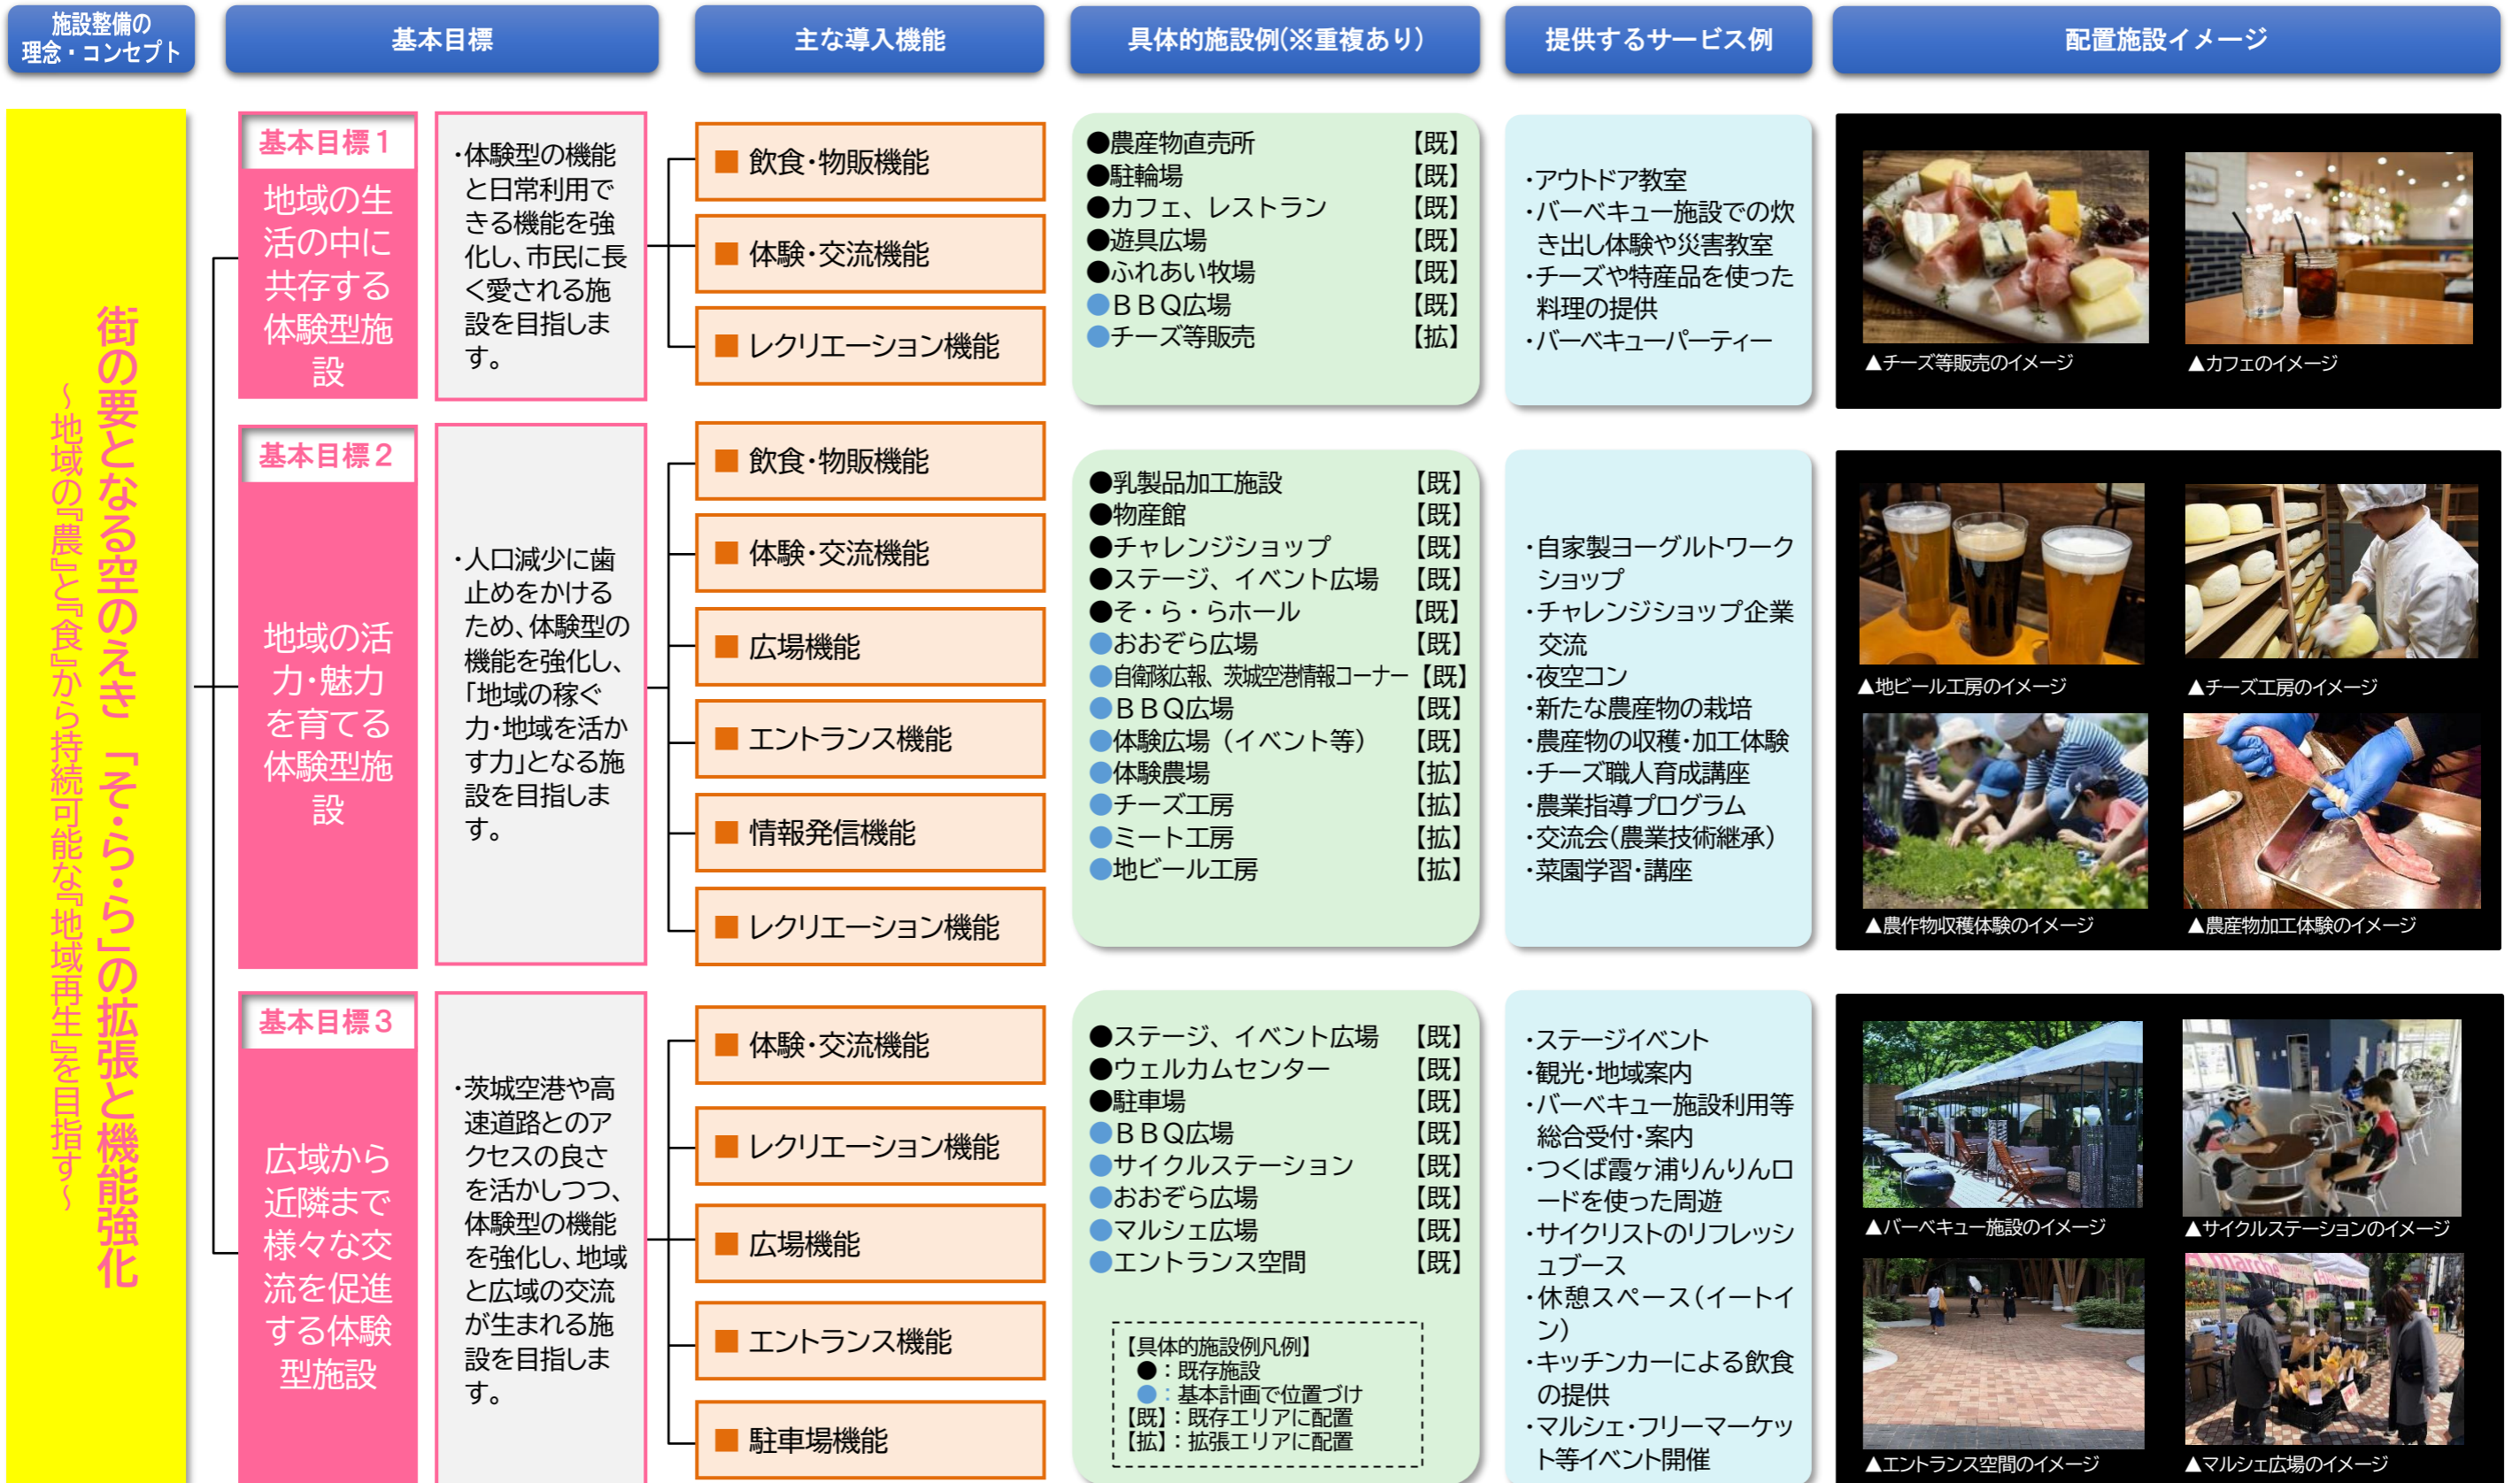 施設整備の
理念・コンセプト
基本目標
主な導入機能
具体的施設例(※重複あり)
提供するサービス例
配置施設イメージ
街の要となる空のえき「そ・ら・ら」の拡張と機能強化
～地域の『農』と『食』から持続可能な『地域再生』を目指す～
基本目標1
地域の生
活の中に
共存する
体験型施
設
・体験型の機能
と日常利用で
きる機能を強
化し、市民に長
く愛される施
設を目指しま
す。
■ 飲食・物販機能
■ 体験・交流機能
■ レクリエーション機能
●農産物直売所 【既】
●駐輪場 【既】
●カフェ、レストラン 【既】
●遊具広場 【既】
●ふれあい牧場 【既】
●ＢＢＱ広場 【既】
●チーズ等販売 【拡】
・アウトドア教室
・バーベキュー施設での炊
き出し体験や災害教室
・チーズや特産品を使った
料理の提供
・バーベキューパーティー
▲チーズ等販売のイメージ
▲カフェのイメージ
基本目標2
地域の活
力・魅力
を育てる
体験型施
設
・人口減少に歯
止めをかける
ため、体験型の
機能を強化し、
「地域の稼ぐ
力・地域を活か
す力」となる施
設を目指しま
す。
■ 飲食・物販機能
■ 体験・交流機能
■ 広場機能
■ エントランス機能
■ 情報発信機能
■ レクリエーション機能
●乳製品加工施設 【既】
●物産館 【既】
●チャレンジショップ 【既】
●ステージ、イベント広場 【既】
●そ・ら・らホール 【既】
●おおぞら広場 【既】
●自衛隊広報、茨城空港情報コーナー 【既】
●ＢＢＱ広場 【既】
●体験広場（イベント等） 【既】
●体験農場 【拡】
●チーズ工房 【拡】
●ミート工房 【拡】
●地ビール工房 【拡】
・自家製ヨーグルトワーク
ショップ
・チャレンジショップ企業
交流
・夜空コン
・新たな農産物の栽培
・農産物の収穫・加工体験
・チーズ職人育成講座
・農業指導プログラム
・交流会(農業技術継承)
・菜園学習・講座
▲地ビール工房のイメージ
▲チーズ工房のイメージ
▲農作物収穫体験のイメージ
▲農産物加工体験のイメージ
基本目標3
広域から
近隣まで
様々な交
流を促進
する体験
型施設
・茨城空港や高
速道路とのア
クセスの良さ
を活かしつつ、
体験型の機能
を強化し、地域
と広域の交流
が生まれる施
設を目指しま
す。
■ 体験・交流機能
■ レクリエーション機能
■ 広場機能
■ エントランス機能
■ 駐車場機能
●ステージ、イベント広場 【既】
●ウェルカムセンター 【既】
●駐車場 【既】
●ＢＢＱ広場 【既】
●サイクルステーション 【既】
●おおぞら広場 【既】
●マルシェ広場 【既】
●エントランス空間 【既】
【具体的施設例凡例】
●：既存施設
●：基本計画で位置づけ
【既】：既存エリアに配置
【拡】：拡張エリアに配置
・ステージイベント
・観光・地域案内
・バーベキュー施設利用等
総合受付・案内
・つくば霞ヶ浦りんりんロ
ードを使った周遊
・サイクリストのリフレッシ
ュブース
・休憩スペース(イートイ
ン)
・キッチンカーによる飲食
の提供
・マルシェ・フリーマーケッ
ト等イベント開催
▲バーベキュー施設のイメージ
▲サイクルステーションのイメージ
▲エントランス空間のイメージ
▲マルシェ広場のイメージ